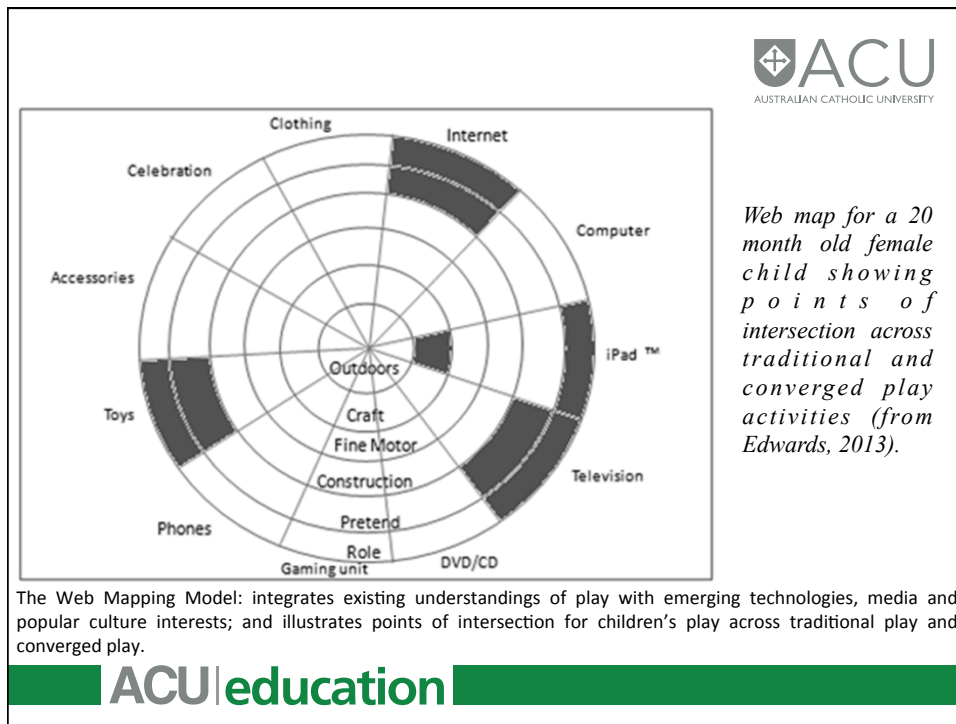 ACU
AUSTRALIAN CATHOLIC UNIVERSITY
Clothing
Internet
Celebration
Computer
Accessories
iPad ™
Outdoors
Toys
Craft
Fine Motor
Television
Construction
Phones
Pretend
Role
Gaming unit
DVD/CD
Web map for a 20
month old female
child showing
points of
intersection across
traditional and
converged play
activities (from
Edwards, 2013).
The Web Mapping Model: integrates existing understandings of play with emerging technologies, media and
popular culture interests; and illustrates points of intersection for children's play across traditional play and
converged play.
ACU education